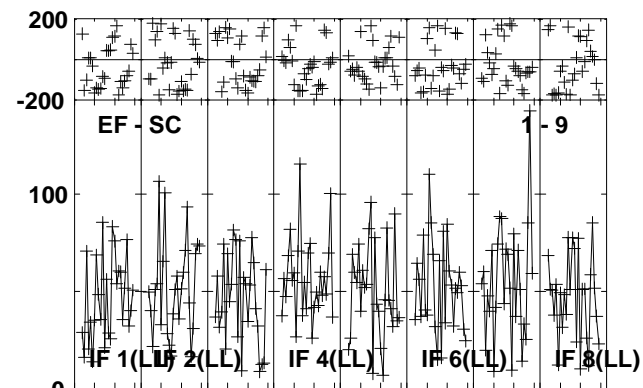 200
-200
EF - SC
1 - 9
100
IF 1(LL)
IF 2(LL)
IF 4(LL)
IF 6(LL)
IF 8(LL)
0